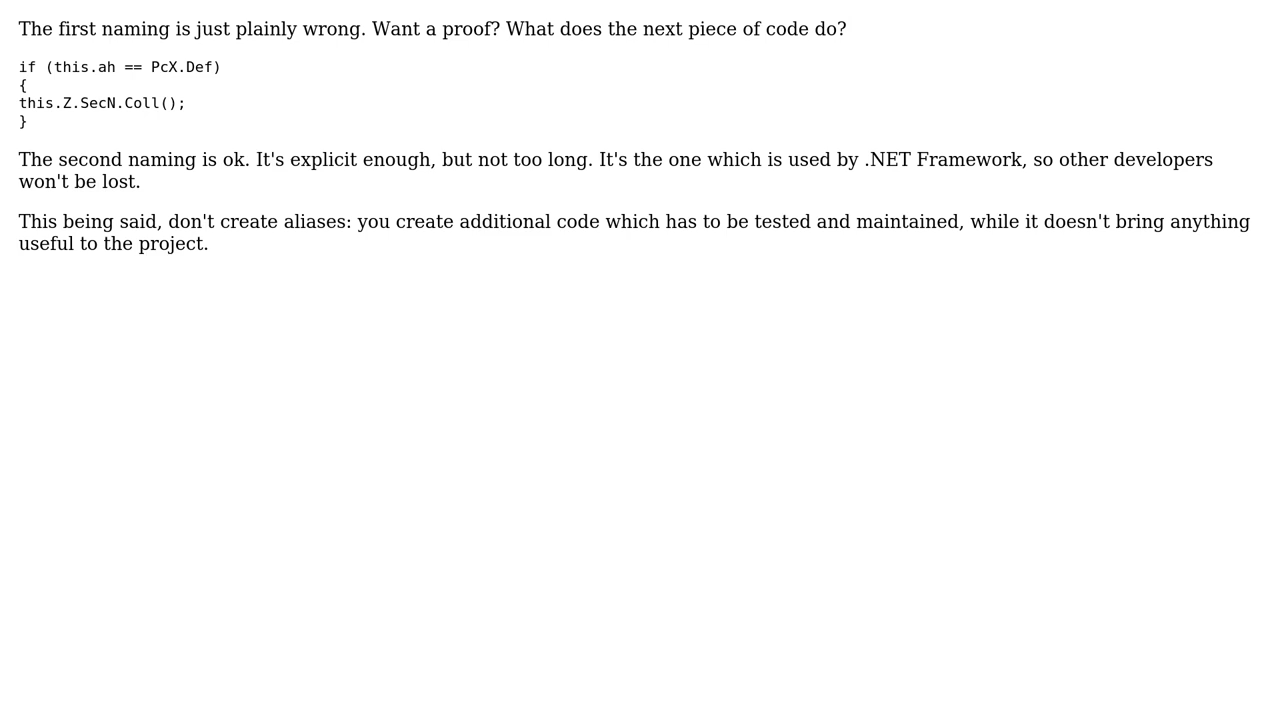 The first naming is just plainly wrong. Want a proof? What does the next piece of code do?
if (this.ah == PcX.Def)
{
this.Z.SecN.Coll();
}
The second naming is ok. It's explicit enough, but not too long. It's the one which is used by .NET Framework, so other developers
won't be lost.
This being said, don't create aliases: you create additional code which has to be tested and maintained, while it doesn't bring anything
useful to the project.